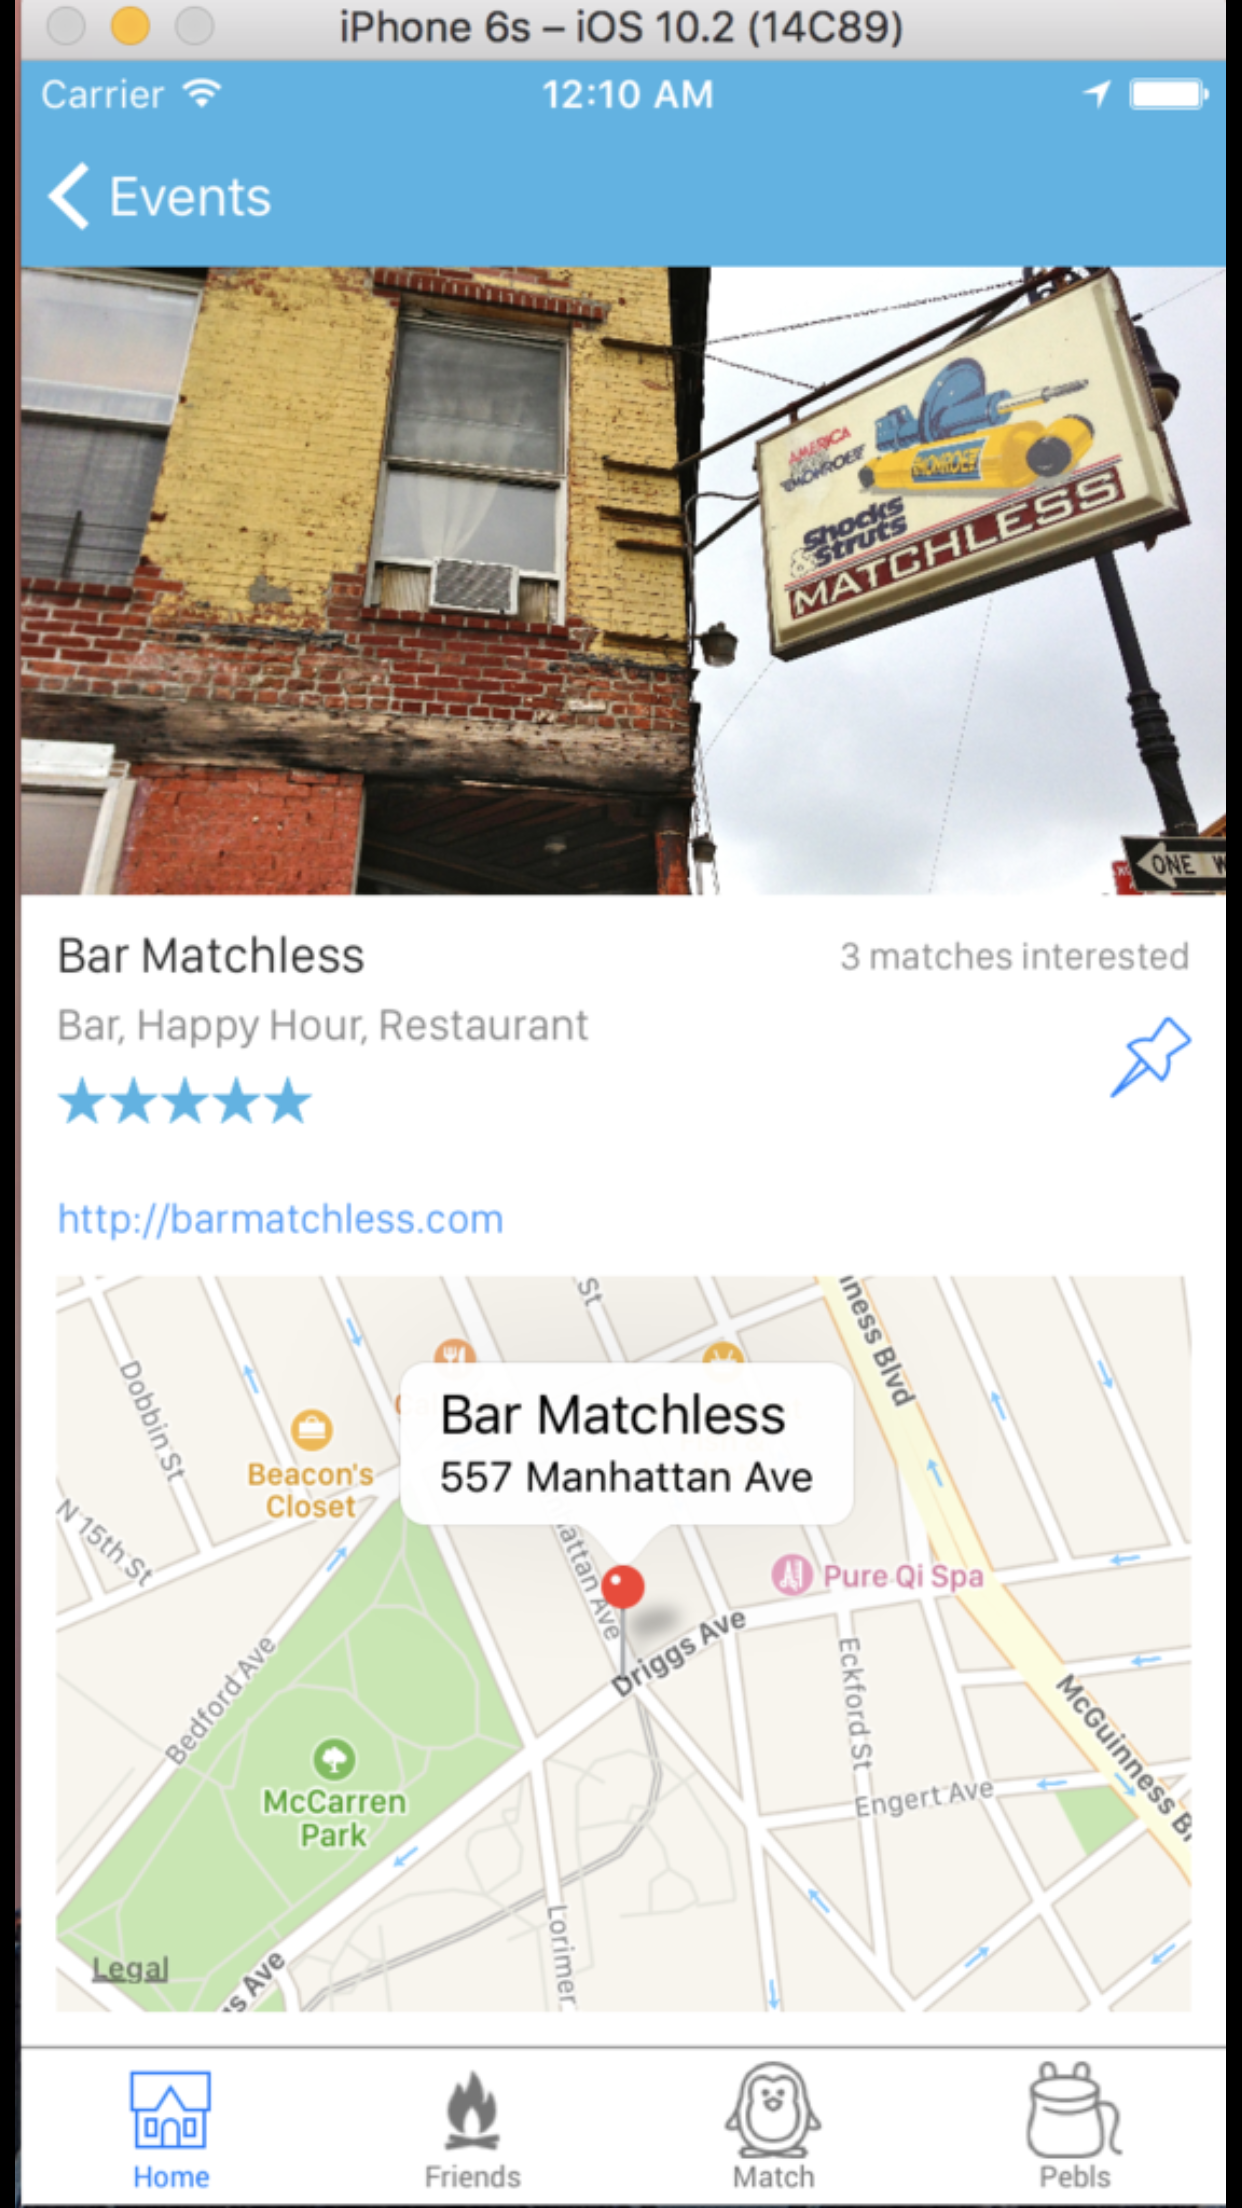 iPhone 6s – iOS 10.2 (14C89)
Carrier
12:10 AM
Events
AMERICA
MONROE
MONROE
Shocks
& Struts
MATCHLESS
ONE W
Bar Matchless
3 matches interested
Bar, Happy Hour, Restaurant
http://barmatchless.com
St
iness Blvd
Dobbin St
Bar Matchless
557 Manhattan Ave
Beacon's
Closet
N 15th St
attan Ave
Pure Qi Spa
Driggs Ave
Bedford Ave
Eckford St
McGuinness Bl
McCarren
Park
Engert Ave
Lorimer
Legal
gs Ave
Home
Friends
Match
Pebls